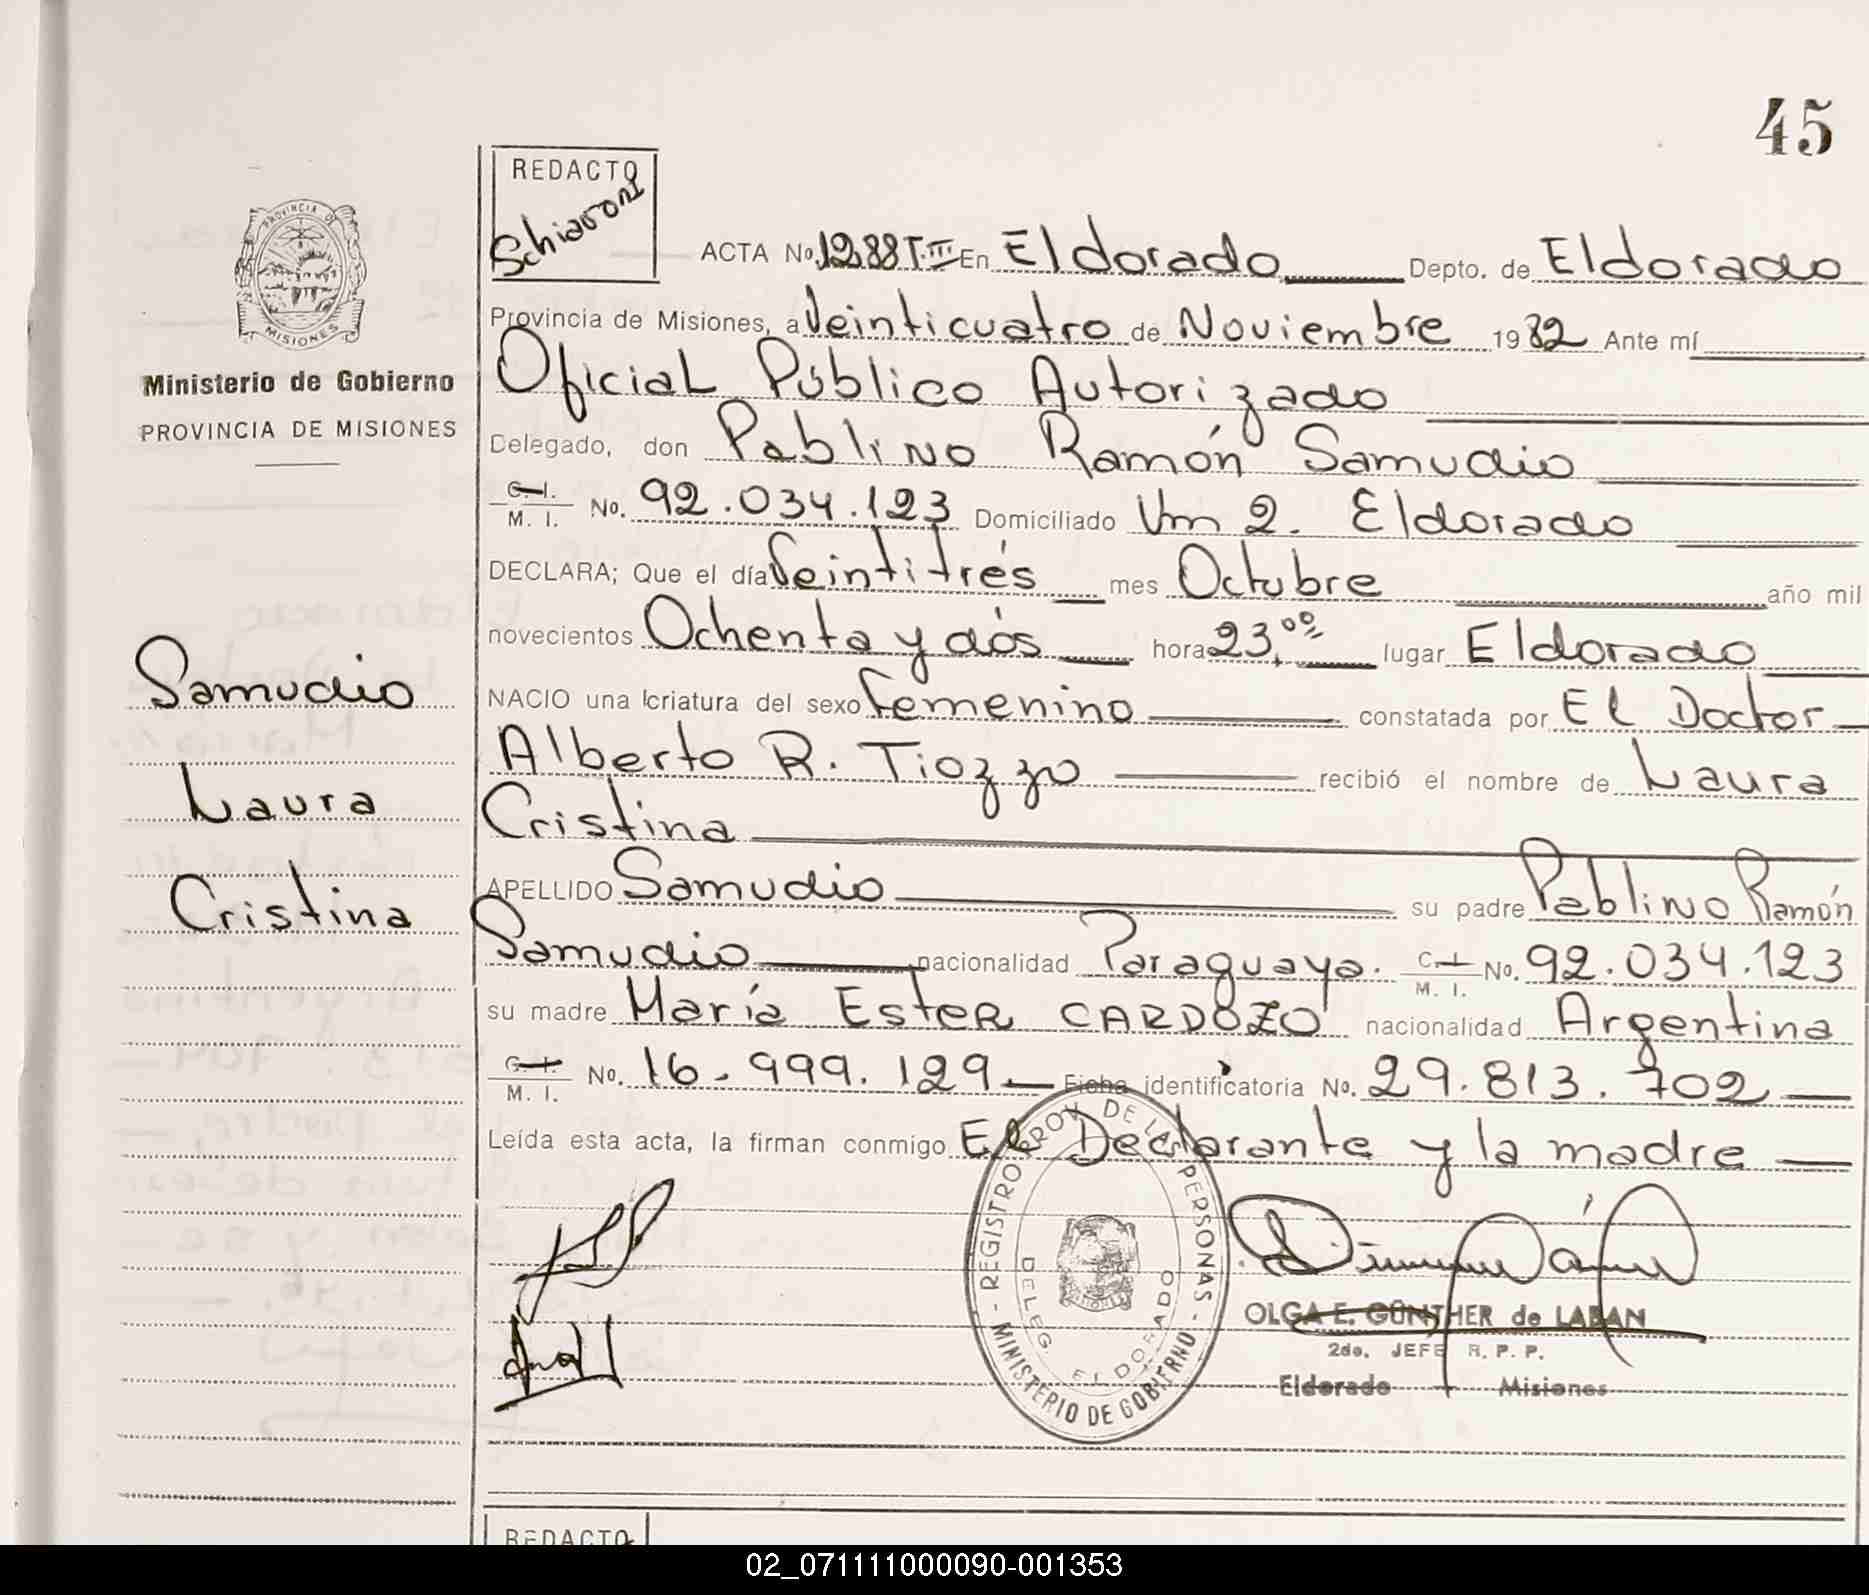 45
REDACTO
Schiaroni
PROVINCIA DE
MISIONES
Ministerio de Gobierno
PROVINCIA DE MISIONES
ACTA No. 1288 T.III En Eldorado Depto. de Eldorado
Provincia de Misiones, a Veinticuatro de Noviembre 1982 Ante mí
Oficial Público Autorizado
Delegado, don Pablino Ramón Samudio
C. I.
M. I. No. 92.034.123 Domiciliado Km 2. Eldorado
DECLARA; Que el día Veintitrés mes Octubre año mil
novecientos Ochenta y dós hora 23,00 lugar Eldorado
NACIO una criatura del sexo femenino constatada por El Doctor
Alberto R. Tiozzo recibió el nombre de Laura
Cristina
APELLIDO Samudio su padre Pablino Ramón
Samudio nacionalidad Paraguaya. C. I. No. 92.034.123
M. I.
su madre María Ester CARDOZO nacionalidad Argentina
C. I. No. 16.999.129 Ficha identificatoria No. 29.813.702
M. I.
Leída esta acta, la firman conmigo El Declarante y la madre
Samudio
Laura
Cristina
REGISTRO PROV. DE LAS PERSONAS
DELEG. ELDORADO
MINISTERIO DE GOBIERNO
OLGA E. GÜNTHER de LABAN
2do. JEFE R. P. P.
Eldorado Misiones
REDACTO
02_071111000090-001353